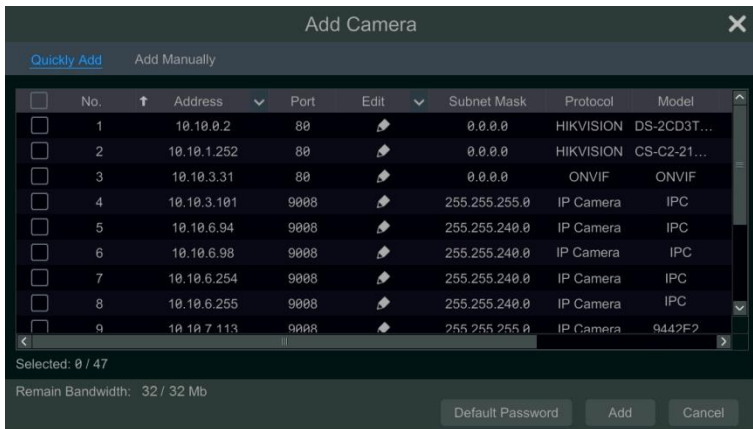 Add Camera
Quickly Add Add Manually
No. Address Port Edit Subnet Mask Protocol Model
1 10.10.0.2 80 0.0.0.0 HIKVISION DS-2CD3T...
2 10.10.1.252 80 0.0.0.0 HIKVISION CS-C2-21...
3 10.10.3.31 80 0.0.0.0 ONVIF ONVIF
4 10.10.3.101 9008 255.255.255.0 IP Camera IPC
5 10.10.6.94 9008 255.255.240.0 IP Camera IPC
6 10.10.6.98 9008 255.255.240.0 IP Camera IPC
7 10.10.6.254 9008 255.255.240.0 IP Camera IPC
8 10.10.6.255 9008 255.255.240.0 IP Camera IPC
9 10.10.7.113 9008 255.255.255.0 IP Camera 9442E2
Selected: 0 / 47
Remain Bandwidth: 32 / 32 Mb
Default Password Add Cancel